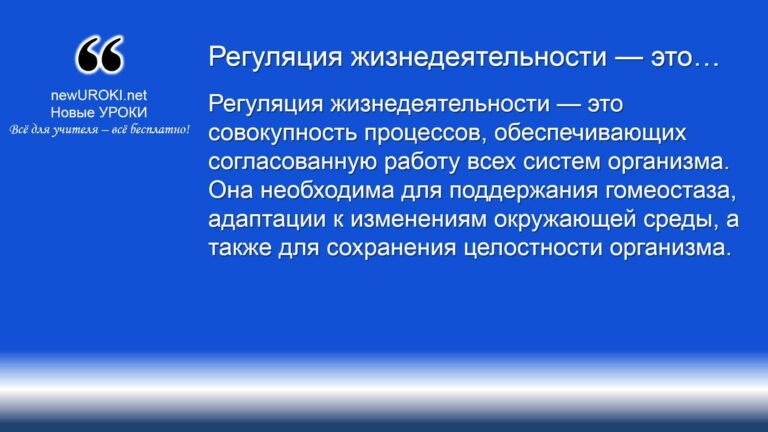 ❝
newUROKI.net
Новые УРОКИ
Всё для учителя – всё бесплатно!
Регуляция жизнедеятельности — это…
Регуляция жизнедеятельности — это
совокупность процессов, обеспечивающих
согласованную работу всех систем организма.
Она необходима для поддержания гомеостаза,
адаптации к изменениям окружающей среды, а
также для сохранения целостности организма.